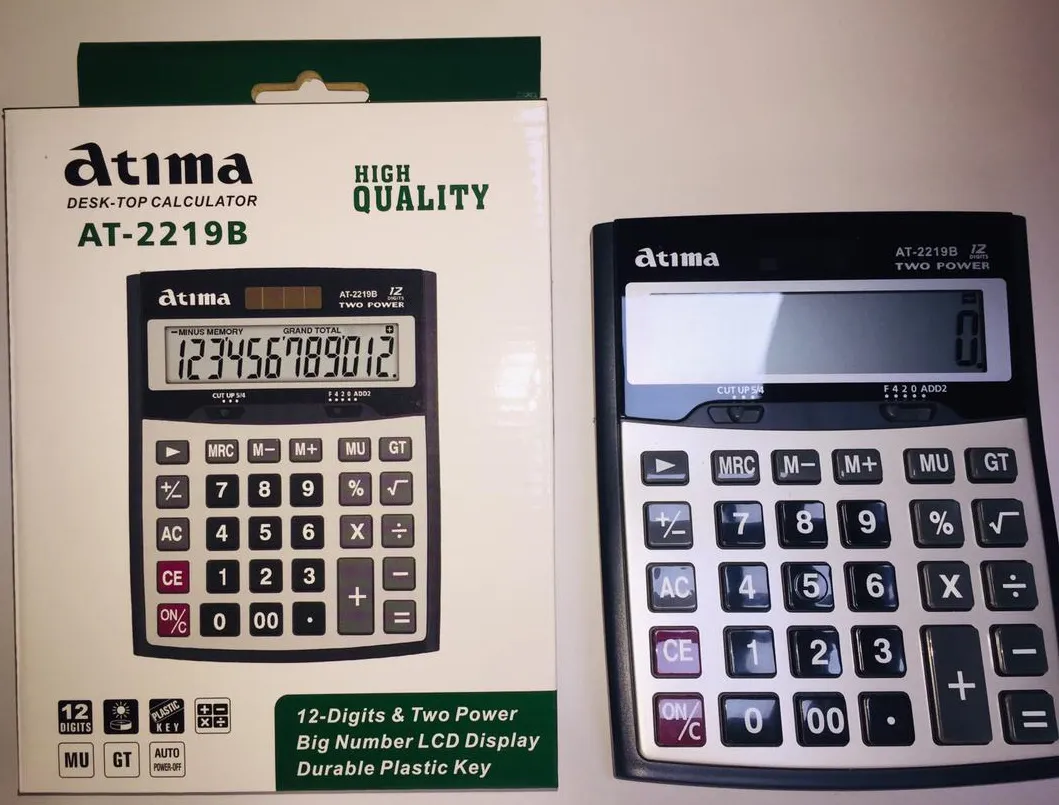 atıma
DESK-TOP CALCULATOR
AT-2219B
HIGH
QUALITY
atıma
AT-2219B 12
DIGITS
TWO POWER
MINUS MEMORY GRAND TOTAL
123456789012.
CUT UP 5/4
F 4 2 0 ADD2
► MRC M− M+ MU GT
+/− 7 8 9 % √
AC 4 5 6 X ÷
CE 1 2 3 + −
ON/C 0 00 • =
12
DIGITS
PLASTIC
KEY
+ −
× ÷
MU GT AUTO
POWER-OFF
12-Digits & Two Power
Big Number LCD Display
Durable Plastic Key
atıma
AT-2219B 12
DIGITS
TWO POWER
0.
CUT UP 5/4
F 4 2 0 ADD2
► MRC M− M+ MU GT
+/− 7 8 9 % √
AC 4 5 6 X ÷
CE 1 2 3 + −
ON/C 0 00 • =